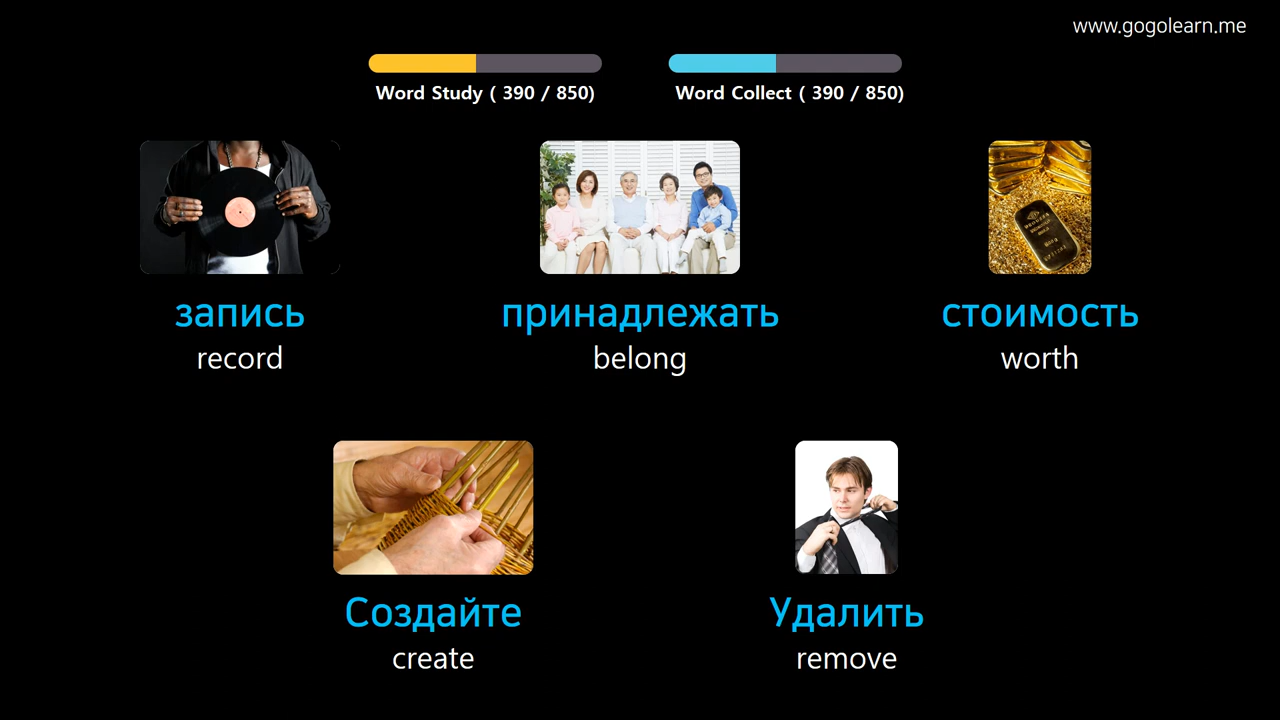 www.gogolearn.me
Word Study ( 390 / 850)
Word Collect ( 390 / 850)
запись
record
принадлежать
belong
стоимость
worth
Создайте
create
Удалить
remove